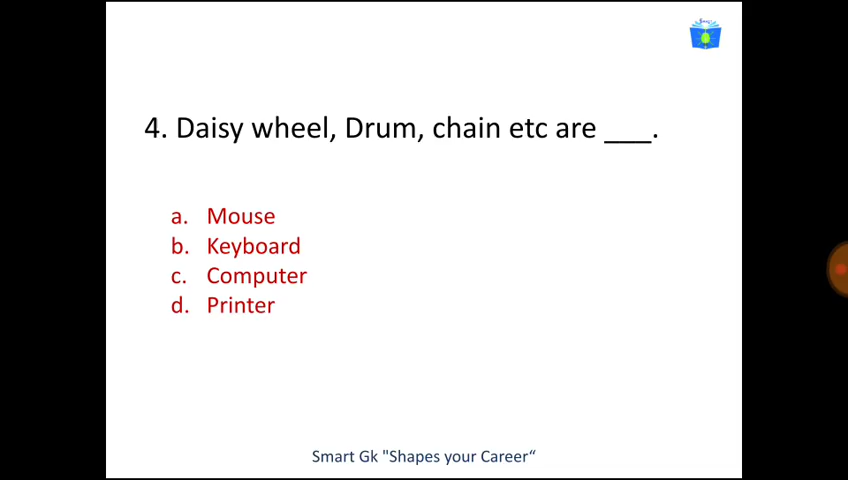 4. Daisy wheel, Drum, chain etc are ___.
a. Mouse
b. Keyboard
c. Computer
d. Printer
Smart Gk "Shapes your Career“